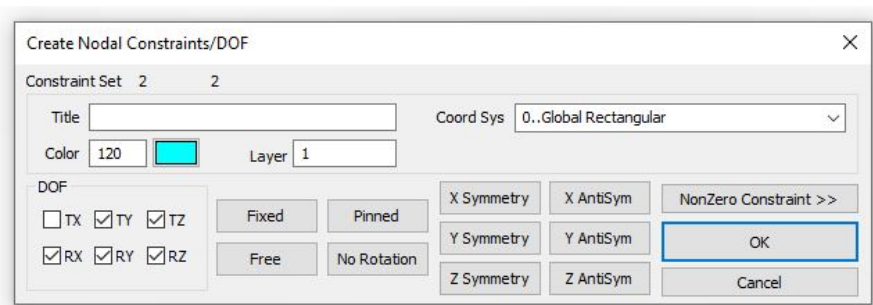 Create Nodal Constraints/DOF
Constraint Set 2 2
Title
Coord Sys 0..Global Rectangular
Color 120
Layer 1
DOF
TX TY TZ
RX RY RZ
Fixed Pinned
Free No Rotation
X Symmetry X AntiSym
Y Symmetry Y AntiSym
Z Symmetry Z AntiSym
NonZero Constraint >>
OK
Cancel